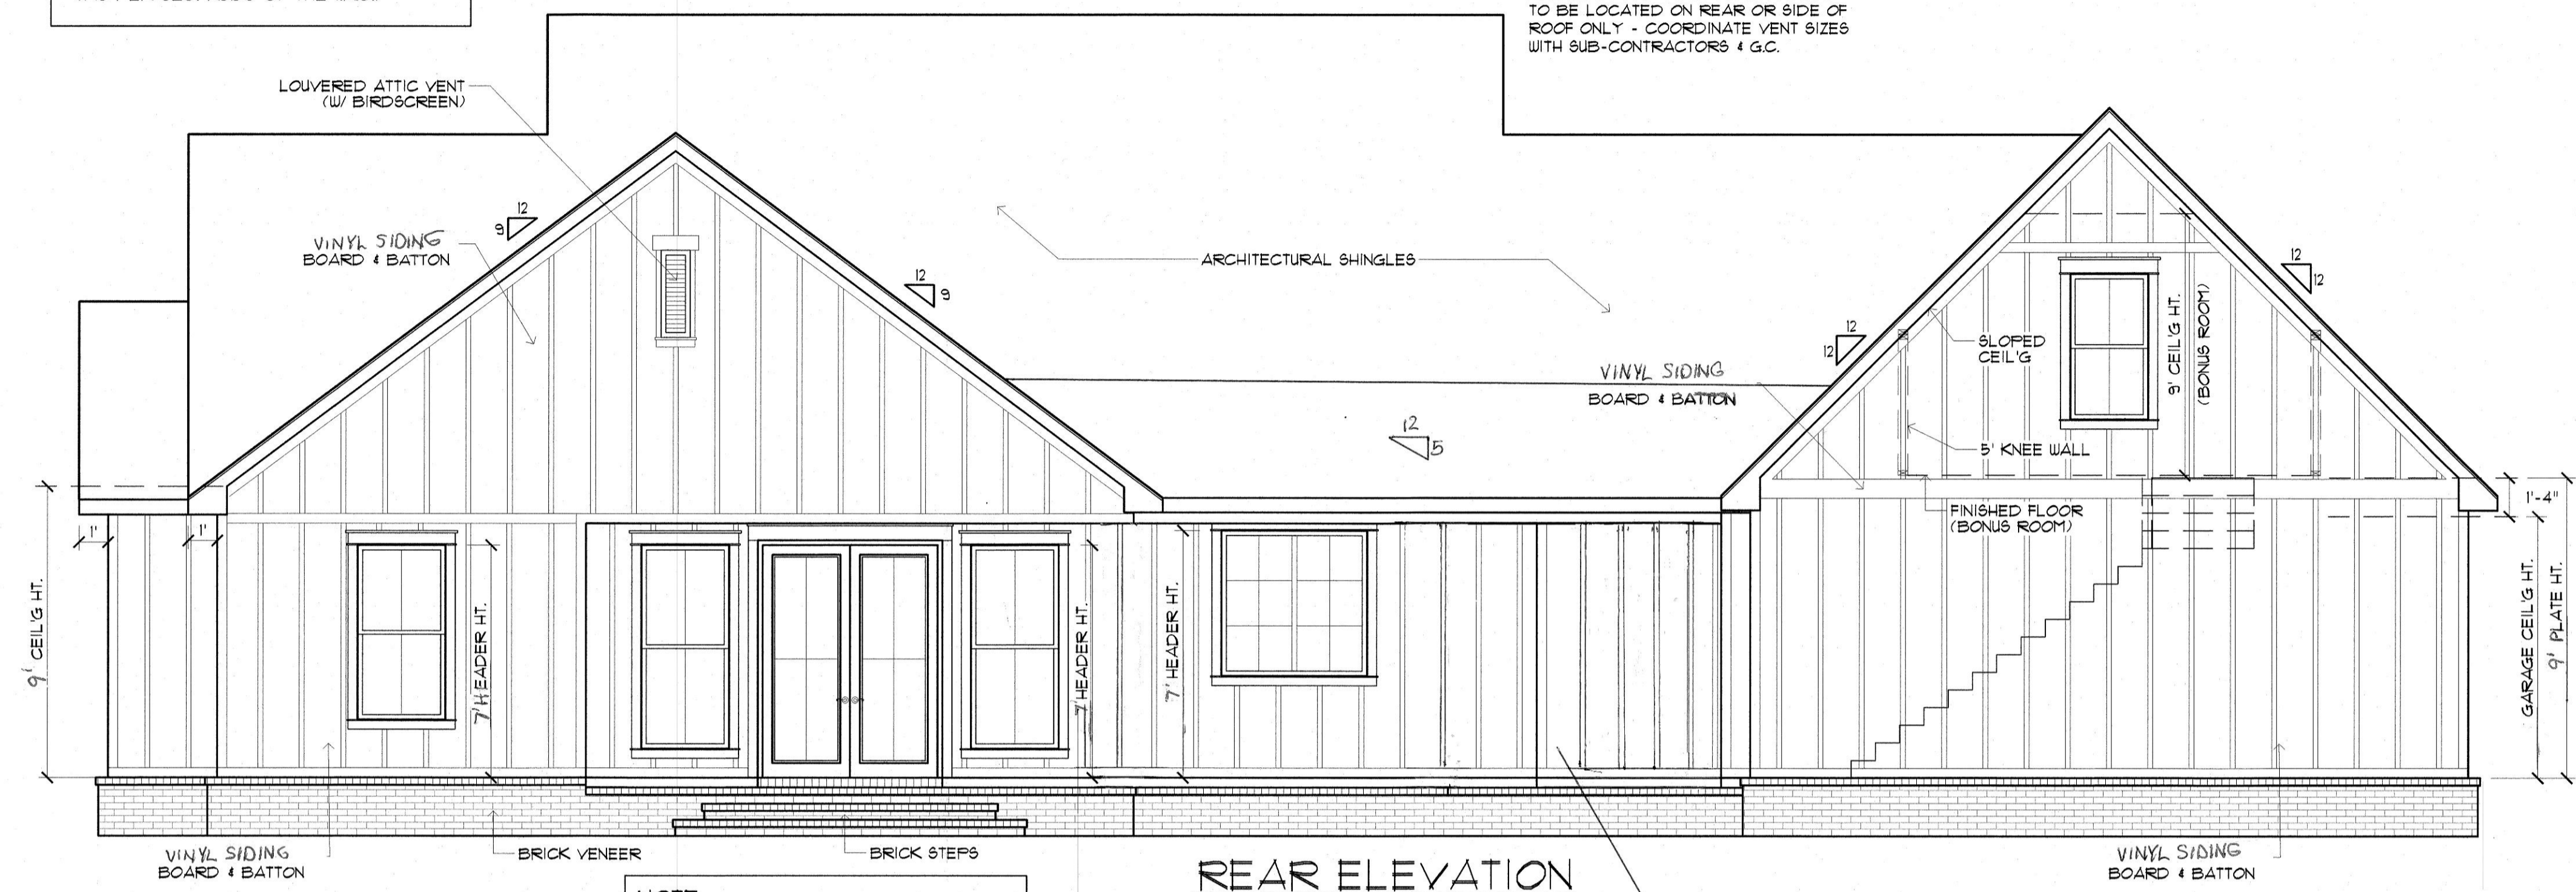 TO BE LOCATED ON REAR OR SIDE OF
ROOF ONLY - COORDINATE VENT SIZES
WITH SUB-CONTRACTORS & G.C.
LOUVERED ATTIC VENT
(W/ BIRDSCREEN)
12
9
VINYL SIDING
BOARD & BATTON
12
9
ARCHITECTURAL SHINGLES
12
12
12
12
SLOPED
CEIL'G
9' CEIL'G HT.
(BONUS ROOM)
VINYL SIDING
BOARD & BATTON
12
5
5' KNEE WALL
FINISHED FLOOR
(BONUS ROOM)
1'-4"
1'
1'
9' CEIL'G HT.
7' HEADER HT.
7' HEADER HT.
7' HEADER HT.
GARAGE CEIL'G HT.
9' PLATE HT.
VINYL SIDING
BOARD & BATTON
BRICK VENEER
BRICK STEPS
REAR ELEVATION
VINYL SIDING
BOARD & BATTON